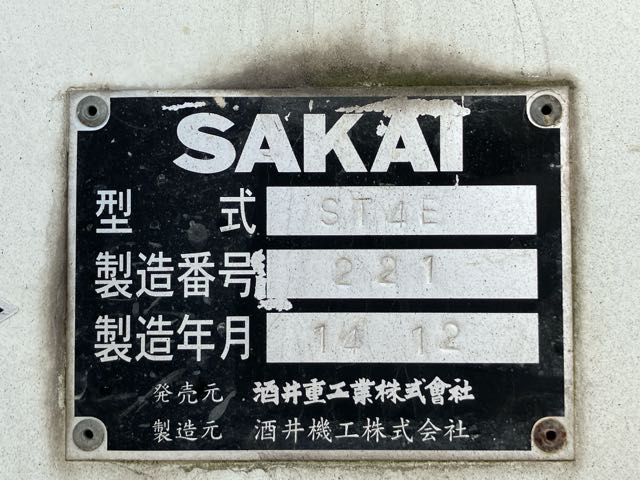 SAKAI
型 式 ST4E
製造番号 221
製造年月 14 12
発売元 酒井重工業株式會社
製造元 酒井機工株式会社